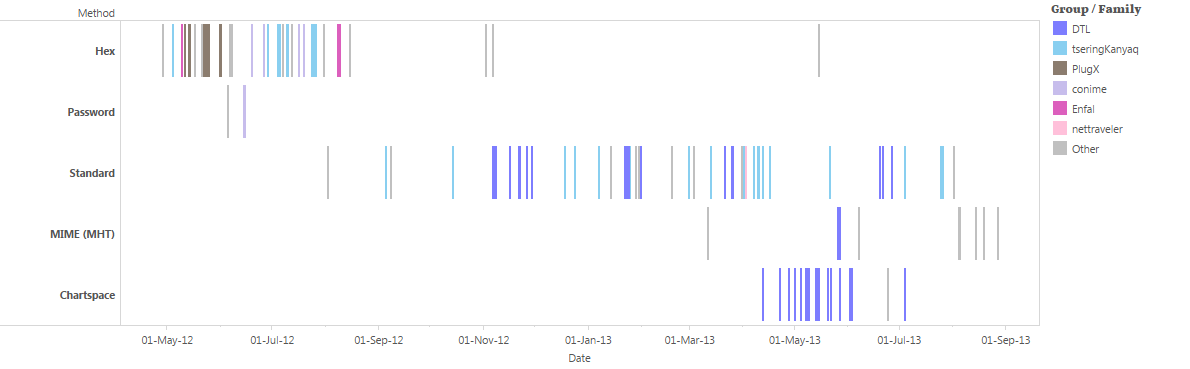 Method
Group / Family
DTL
tseringKanyaq
PlugX
conime
Enfal
nettraveler
Other
Hex
Password
Standard
MIME (MHT)
Chartspace
01-May-12 01-Jul-12 01-Sep-12 01-Nov-12 01-Jan-13 01-Mar-13 01-May-13 01-Jul-13 01-Sep-13
Date